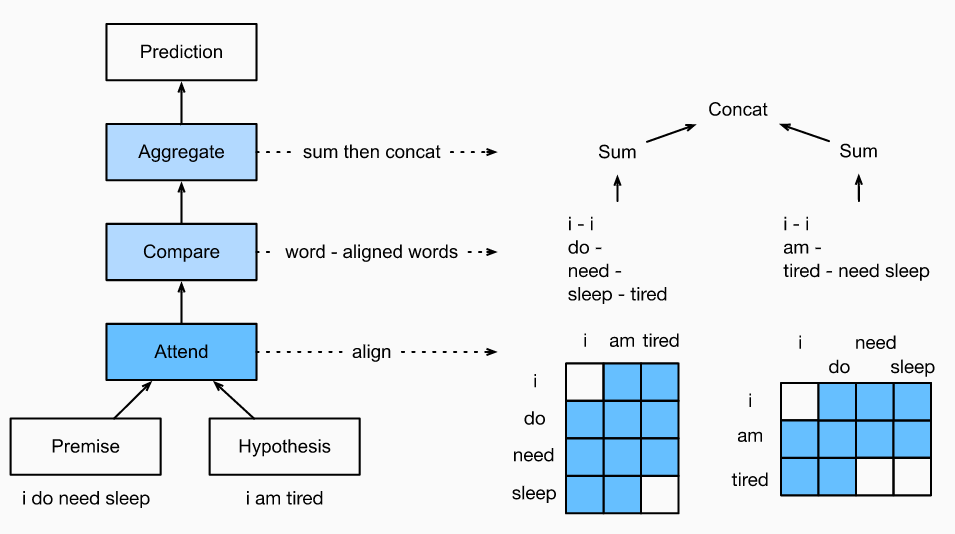 Prediction
Aggregate
sum then concat
Compare
word - aligned words
Attend
align
Premise
Hypothesis
i do need sleep
i am tired
Concat
Sum
Sum
i - i
do -
need -
sleep - tired
i - i
am -
tired - need sleep
i am tired
i
do
need
sleep
i need
do sleep
i
am
tired